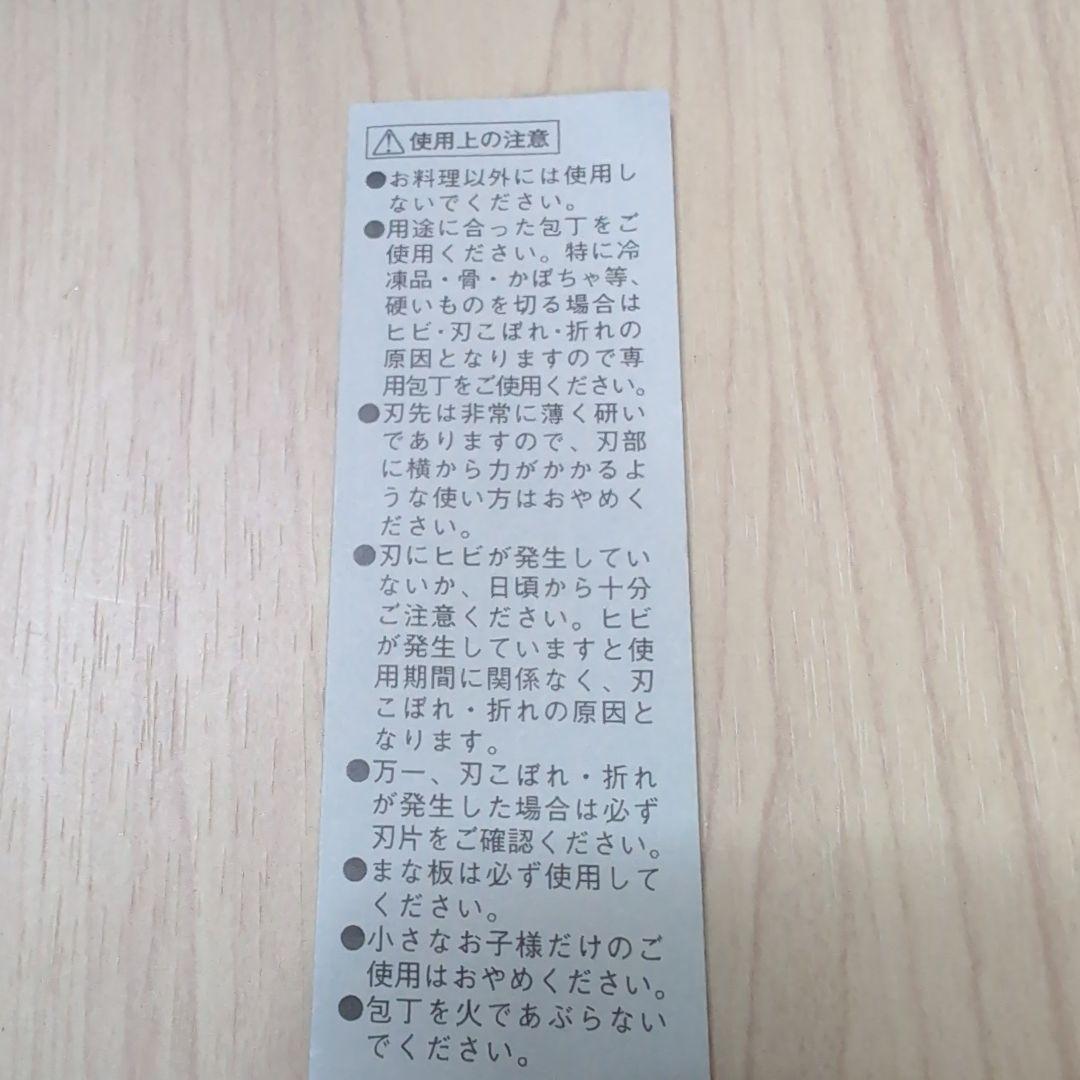 ⚠使用上の注意
●お料理以外には使用し
ないでください。
●用途に合った包丁をご
使用ください。特に冷
凍品・骨・かぼちゃ等、
硬いものを切る場合は
ヒビ・刃こぼれ・折れの
原因となりますので専
用包丁をご使用ください。
●刃先は非常に薄く研い
でありますので、刃部
に横から力がかかるよ
うな使い方はおやめく
ださい。
●刃にヒビが発生してい
ないか、日頃から十分
ご注意ください。ヒビ
が発生していますと使
用期間に関係なく、刃
こぼれ・折れの原因と
なります。
●万一、刃こぼれ・折れ
が発生した場合は必ず
刃片をご確認ください。
●まな板は必ず使用して
ください。
●小さなお子様だけのご
使用はおやめください。
●包丁を火であぶらない
でください。